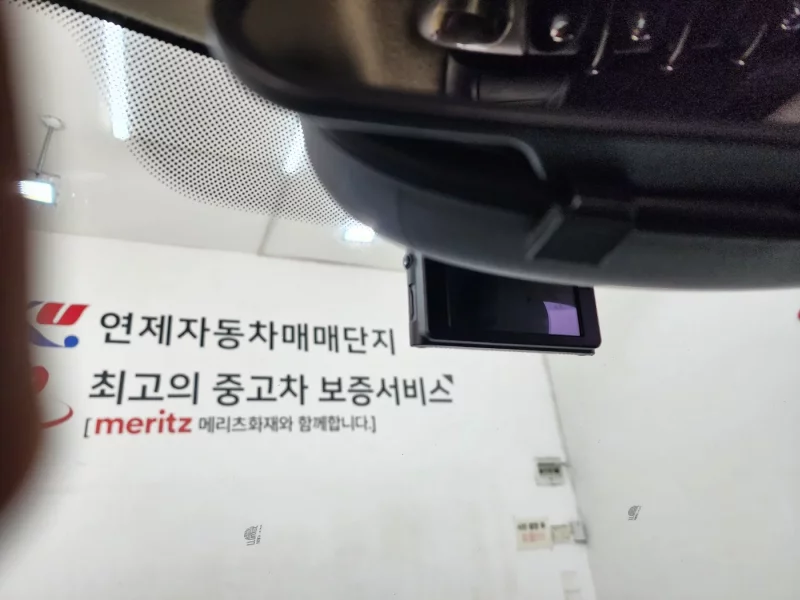 연제자동차매매단지
최고의 중고차 보증서비스
[meritz 메리츠화재와 함께합니다.]